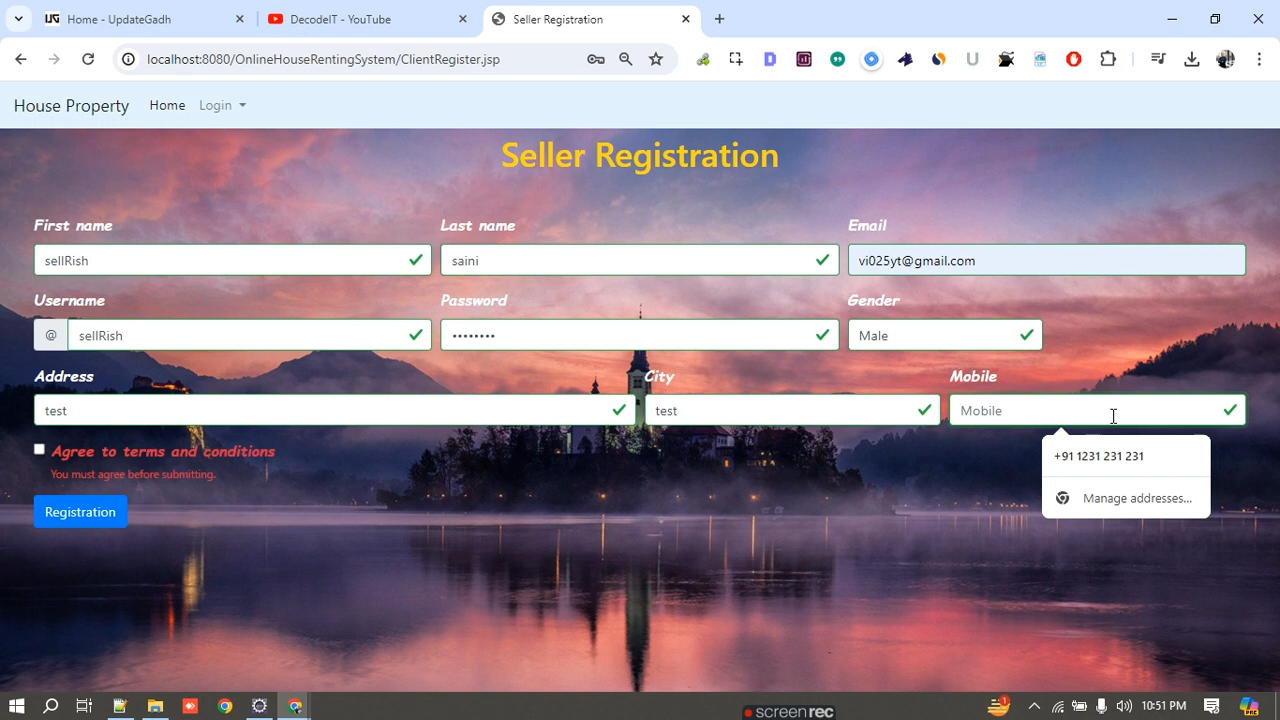 Home - UpdateGadh
DecodeIT - YouTube
Seller Registration
localhost:8080/OnlineHouseRentingSystem/ClientRegister.jsp
House Property
Home
Login
Seller Registration
First name
Last name
Email
sellRish
saini
vi025yt@gmail.com
Username
Password
Gender
@
sellRish
••••••••
Male
Address
City
Mobile
test
test
Mobile
Agree to terms and conditions
You must agree before submitting.
+91 1231 231 231
Manage addresses...
Registration
screenrec
10:51 PM